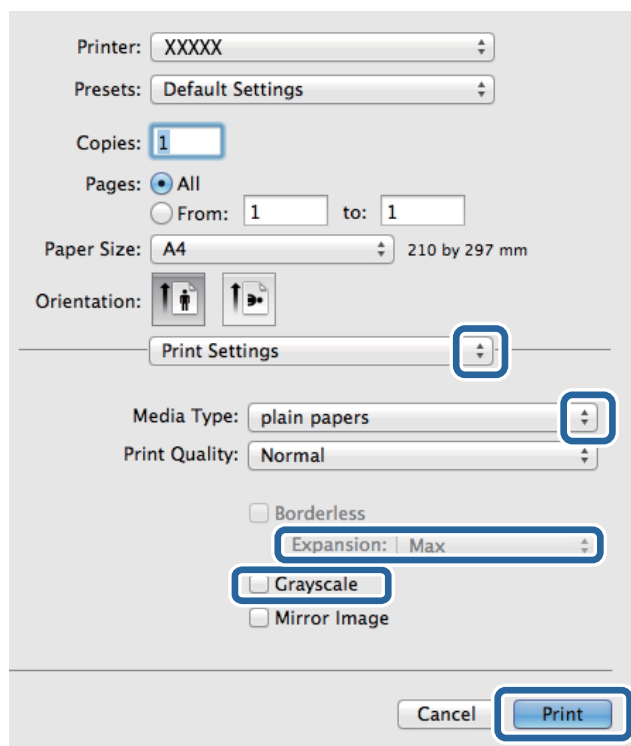 Printer: XXXXX
Presets: Default Settings
Copies: 1
Pages: All
From: 1 to: 1
Paper Size: A4 210 by 297 mm
Orientation:
Print Settings
Media Type: plain papers
Print Quality: Normal
Borderless
Expansion: Max
Grayscale
Mirror Image
Cancel Print